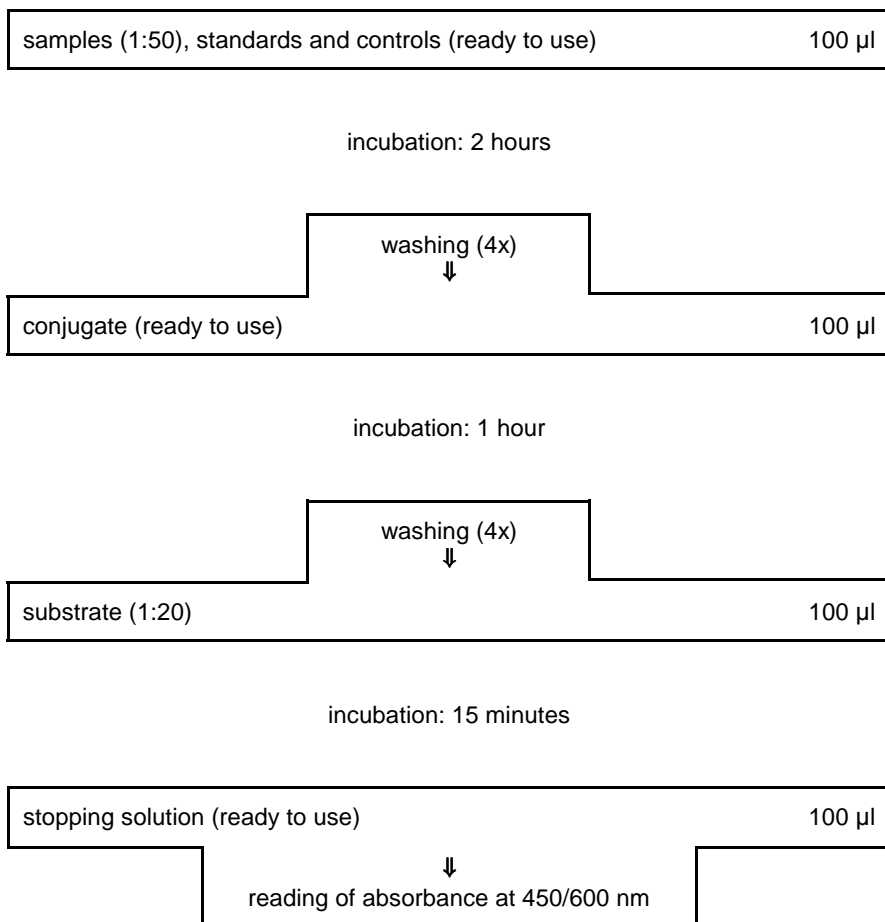 samples (1:50), standards and controls (ready to use) 100 µl
incubation: 2 hours
washing (4x)
⇓
conjugate (ready to use) 100 µl
incubation: 1 hour
washing (4x)
⇓
substrate (1:20) 100 µl
incubation: 15 minutes
stopping solution (ready to use) 100 µl
⇓
reading of absorbance at 450/600 nm